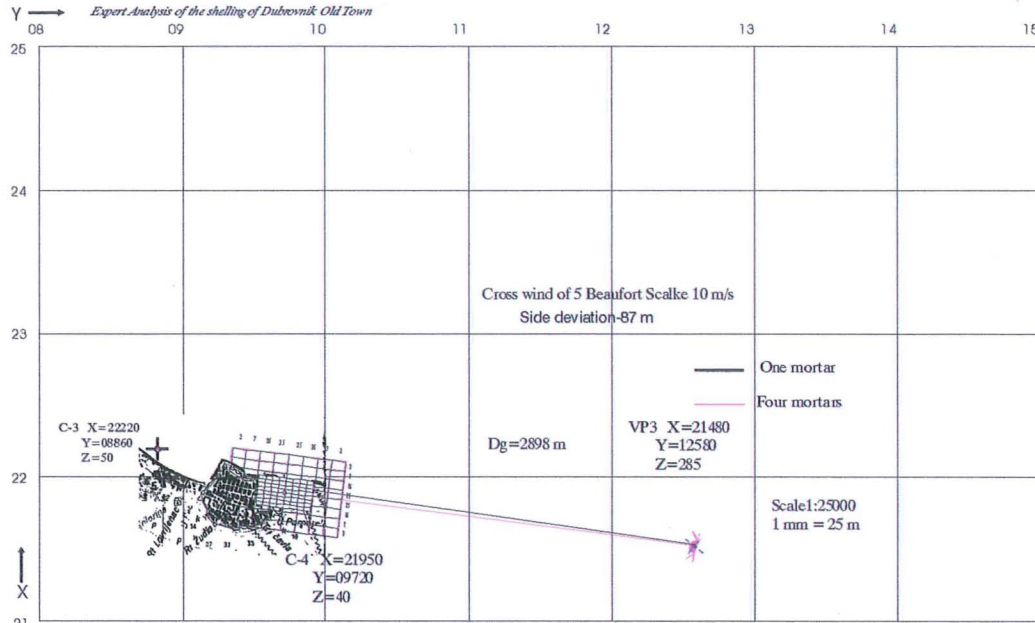 Y Expert Analysis of the shelling of Dubrovnik Old Town
08 09 10 11 12 13 14 15
25
24
Cross wind of 5 Beaufort Scalke 10 m/s
Side deviation-87 m
23
One mortar
Four mortars
C-3 X=22220
Y=08860
Z=50
Dg=2898 m
VP3 X=21480
Y=12580
Z=285
22
Scale1:25000
1 mm = 25 m
C-4 X=21950
Y=09720
Z=40
X
21